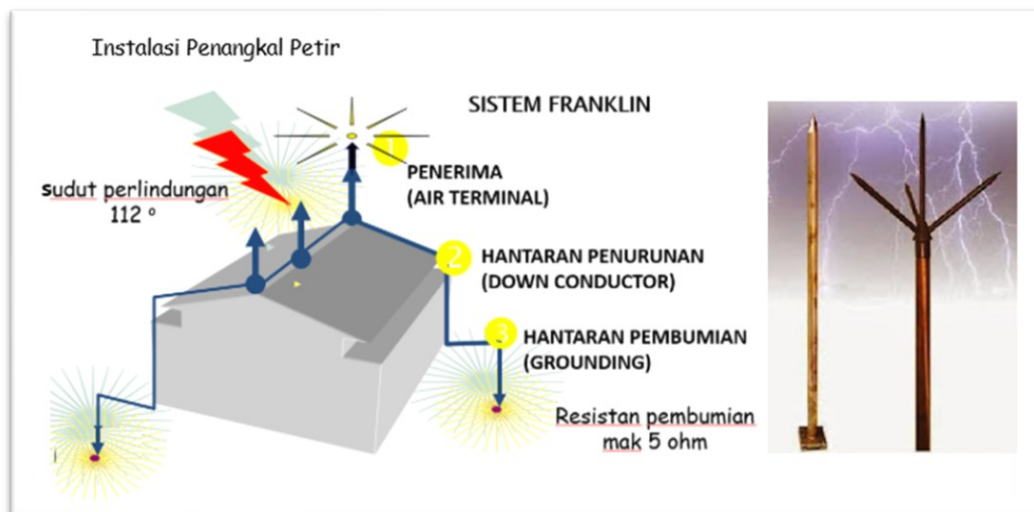 Instalasi Penangkal Petir
SISTEM FRANKLIN
1
PENERIMA
(AIR TERMINAL)
sudut perlindungan
112 °
2
HANTARAN PENURUNAN
(DOWN CONDUCTOR)
3
HANTARAN PEMBUMIAN
(GROUNDING)
Resistan pembumian
mak 5 ohm